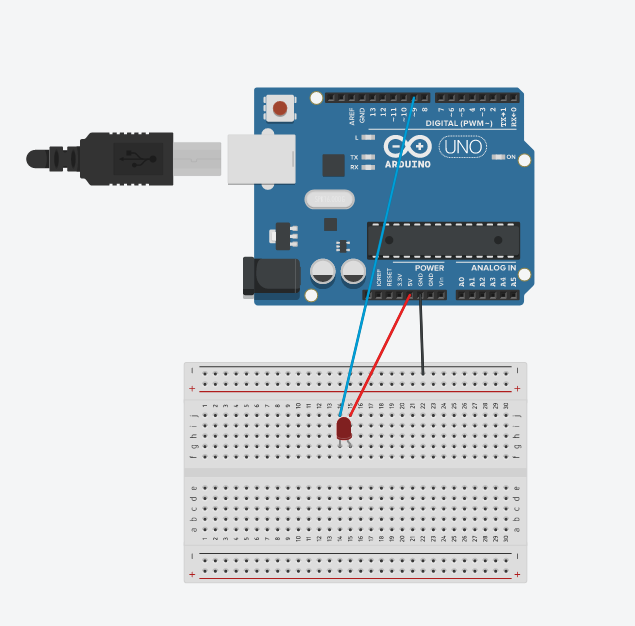 AREF
GND
13
12
~11
~10
~9
8
7
~6
~5
4
~3
2
TX→1
RX←0
DIGITAL (PWM~)
L
TX
RX
ARDUINO
UNO
ON
POWER
ANALOG IN
IOREF
RESET
3.3V
5V
GND
GND
Vin
A0
A1
A2
A3
A4
A5
− −
+ +
1 2 3 4 5 6 7 8 9 10 11 12 13 14 15 16 17 18 19 20 21 22 23 24 25 26 27 28 29 30
j j
i i
h h
g g
f f
e e
d d
c c
b b
a a
1 2 3 4 5 6 7 8 9 10 11 12 13 14 15 16 17 18 19 20 21 22 23 24 25 26 27 28 29 30
− −
+ +